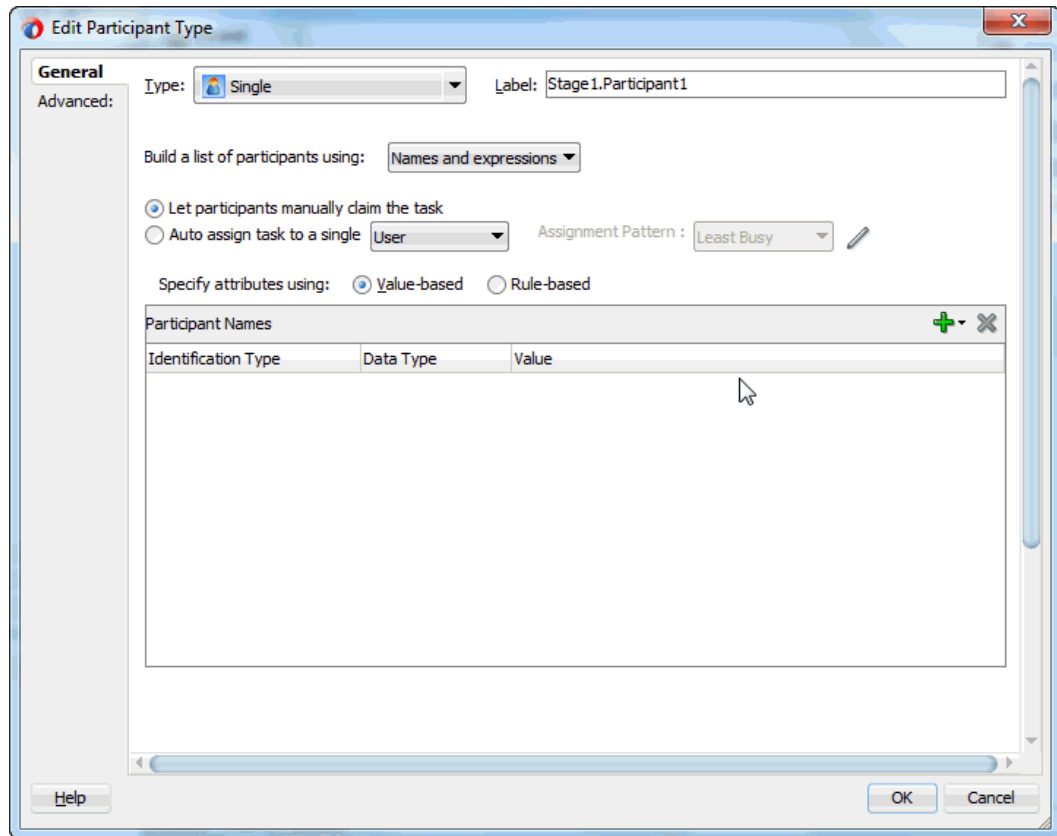 Edit Participant Type
General
Advanced:
Type: Single Label: Stage1.Participant1
Build a list of participants using: Names and expressions
Let participants manually claim the task
Auto assign task to a single User Assignment Pattern : Least Busy
Specify attributes using: Value-based Rule-based
Participant Names
Identification Type Data Type Value
Help OK Cancel